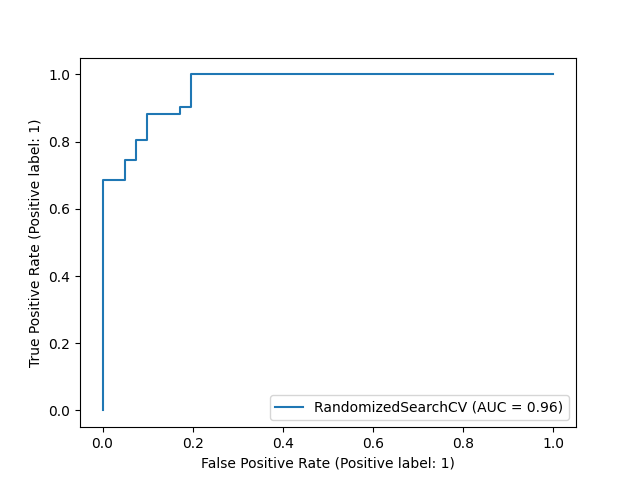 1.0
0.8
0.6
0.4
0.2
0.0
True Positive Rate (Positive label: 1)
RandomizedSearchCV (AUC = 0.96)
0.0 0.2 0.4 0.6 0.8 1.0
False Positive Rate (Positive label: 1)